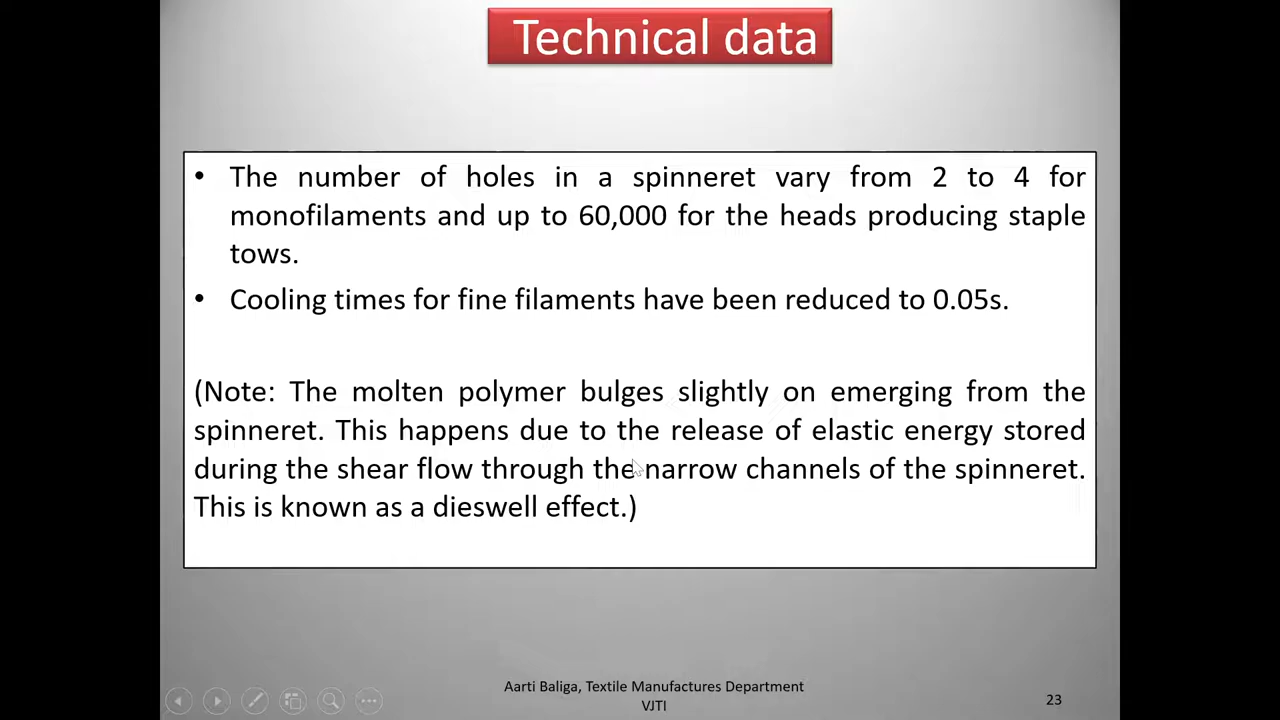 Technical data
• The number of holes in a spinneret vary from 2 to 4 for
monofilaments and up to 60,000 for the heads producing staple
tows.
• Cooling times for fine filaments have been reduced to 0.05s.
(Note: The molten polymer bulges slightly on emerging from the
spinneret. This happens due to the release of elastic energy stored
during the shear flow through the narrow channels of the spinneret.
This is known as a dieswell effect.)
Aarti Baliga, Textile Manufactures Department
VJTI
23